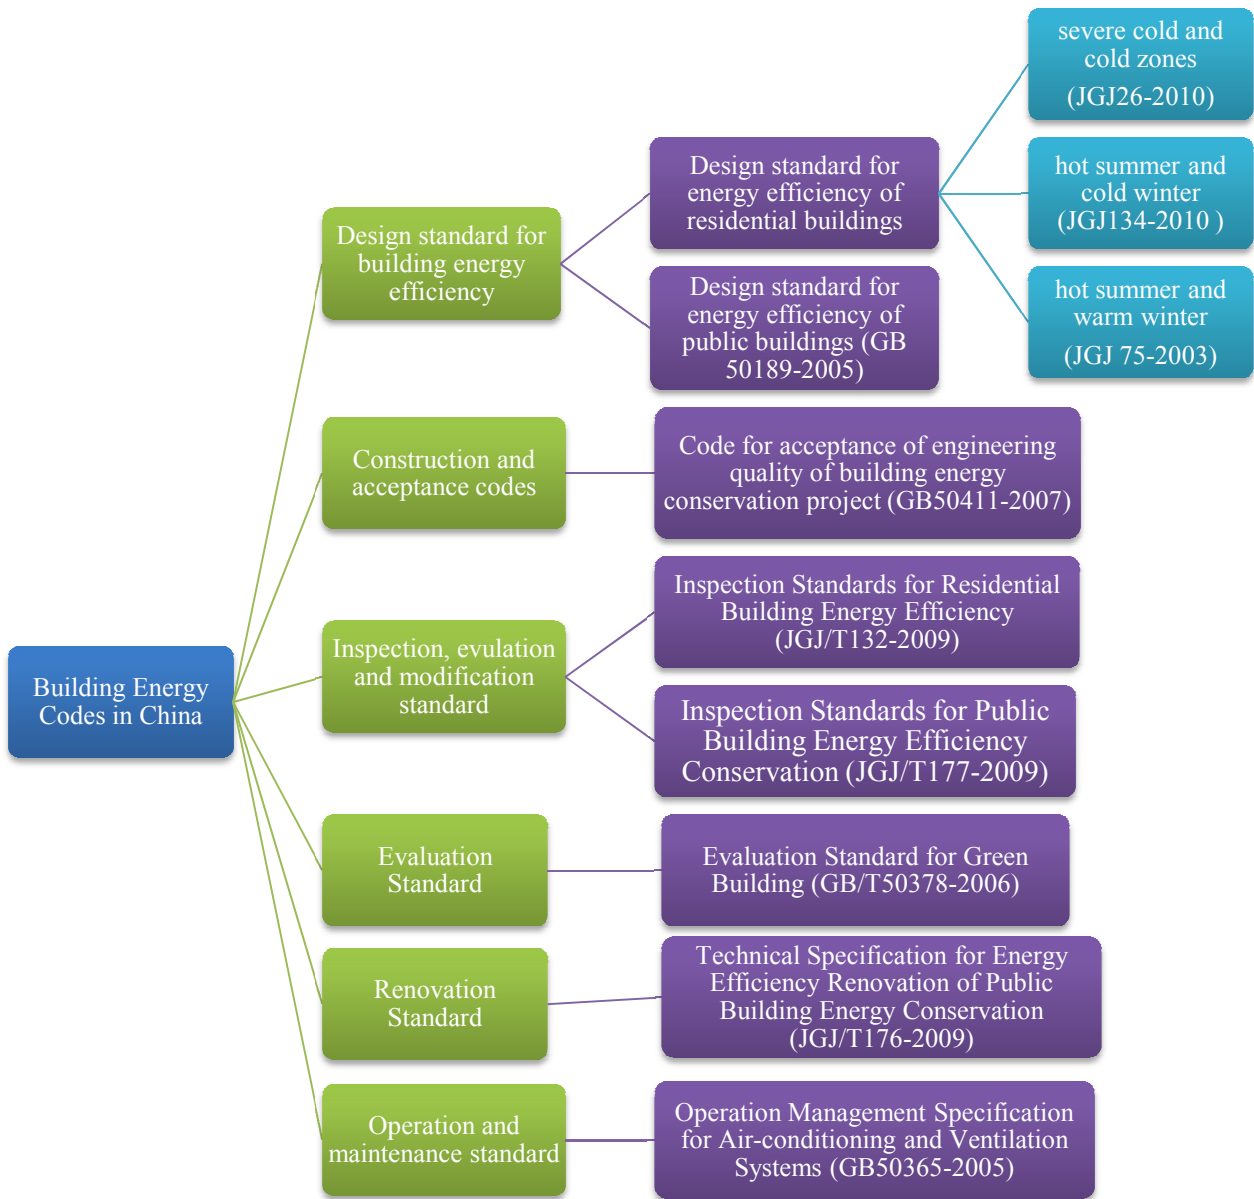 Building Energy
Codes in China
Design standard for
building energy
efficiency
Design standard for
energy efficiency of
residential buildings
severe cold and
cold zones
(JGJ26-2010)
hot summer and
cold winter
(JGJ134-2010 )
hot summer and
warm winter
(JGJ 75-2003)
Design standard for
energy efficiency of
public buildings (GB
50189-2005)
Construction and
acceptance codes
Code for acceptance of engineering
quality of building energy
conservation project (GB50411-2007)
Inspection, evulation
and modification
standard
Inspection Standards for Residential
Building Energy Efficiency
(JGJ/T132-2009)
Inspection Standards for Public
Building Energy Efficiency
Conservation (JGJ/T177-2009)
Evaluation
Standard
Evaluation Standard for Green
Building (GB/T50378-2006)
Renovation
Standard
Technical Specification for Energy
Efficiency Renovation of Public
Building Energy Conservation
(JGJ/T176-2009)
Operation and
maintenance standard
Operation Management Specification
for Air-conditioning and Ventilation
Systems (GB50365-2005)